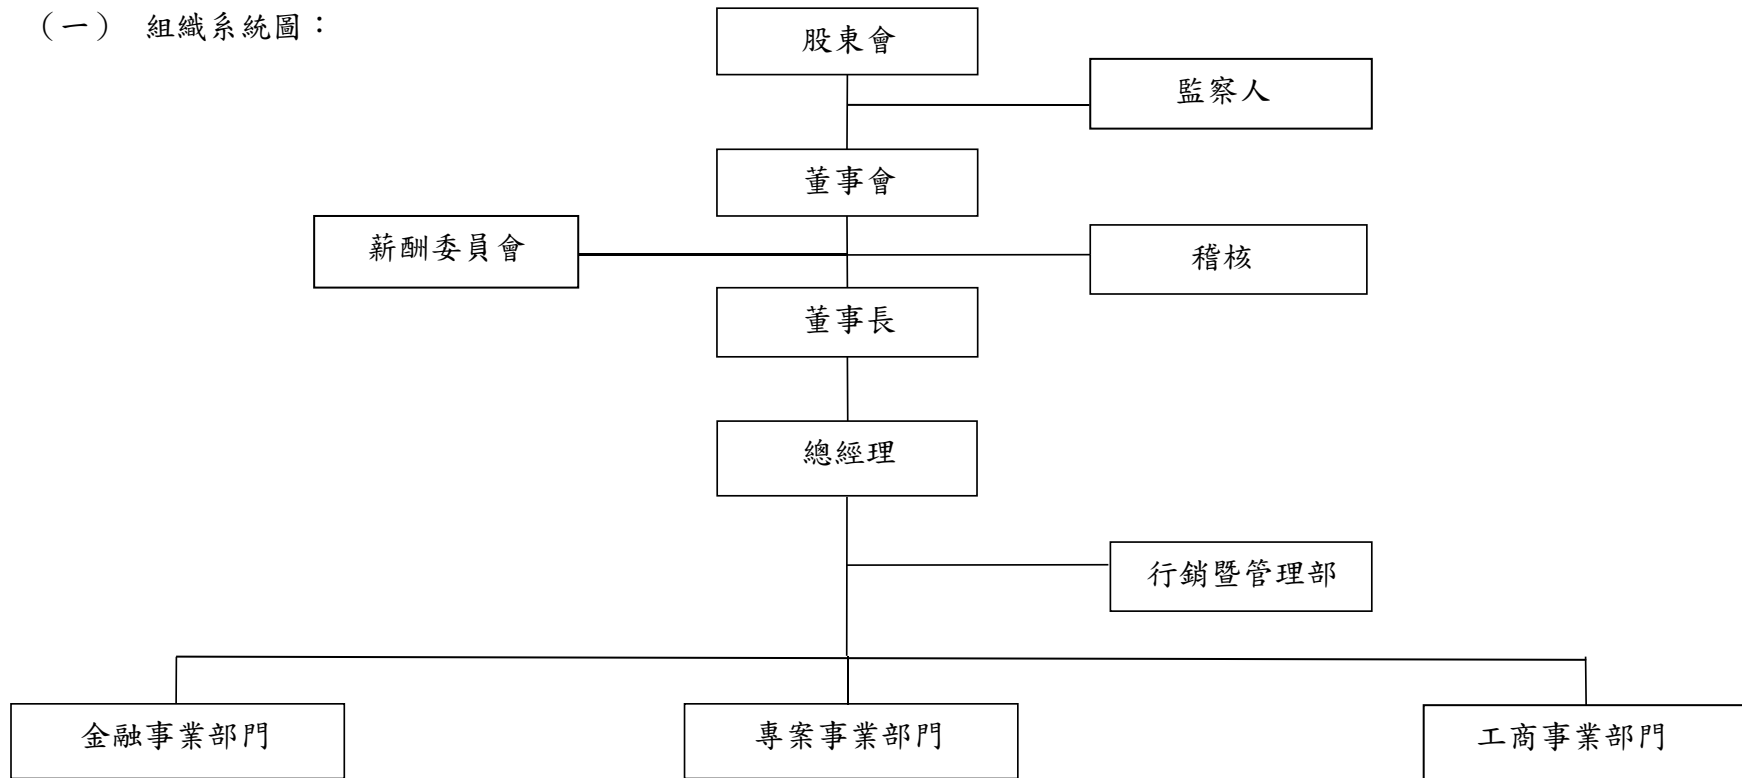 （一） 組織系統圖：
股東會
監察人
董事會
薪酬委員會
稽核
董事長
總經理
行銷暨管理部
金融事業部門
專案事業部門
工商事業部門